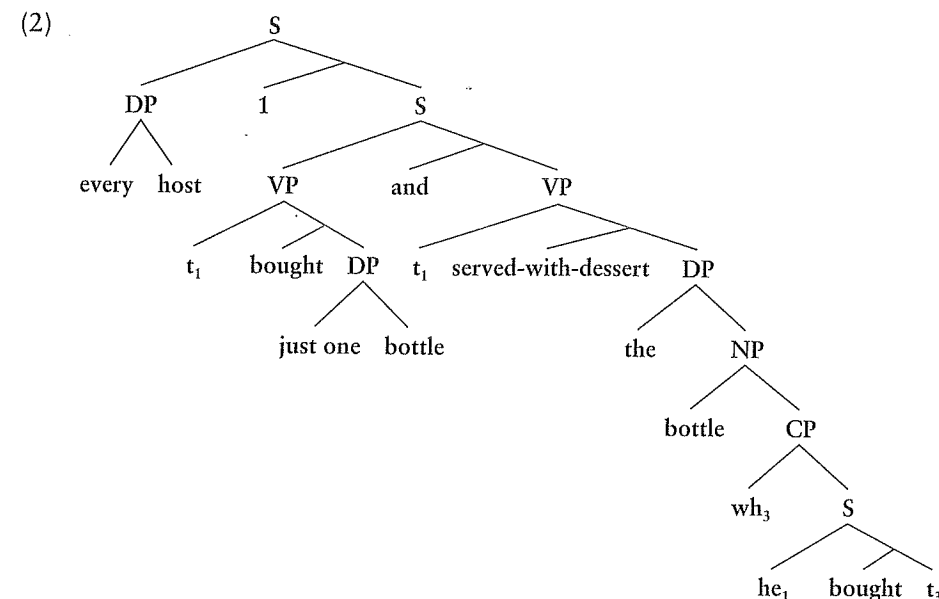 (2) S
DP 1 S
every host VP and VP
t₁ bought DP t₁ served-with-dessert DP
just one bottle the NP
bottle CP
wh₃ S
he₁ bought t₃